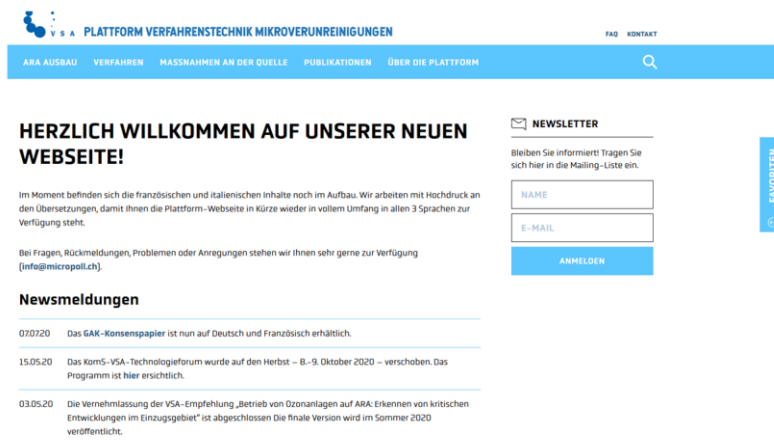 VSA PLATTFORM VERFAHRENSTECHNIK MIKROVERUNREINIGUNGEN
FAQ KONTAKT
ARA AUSBAU VERFAHREN MASSNAHMEN AN DER QUELLE PUBLIKATIONEN ÜBER DIE PLATTFORM
HERZLICH WILLKOMMEN AUF UNSERER NEUEN
WEBSEITE!
Im Moment befinden sich die französischen und italienischen Inhalte noch im Aufbau. Wir arbeiten mit Hochdruck an
den Übersetzungen, damit Ihnen die Plattform-Webseite in Kürze wieder in vollem Umfang in allen 3 Sprachen zur
Verfügung steht.
Bei Fragen, Rückmeldungen, Problemen oder Anregungen stehen wir Ihnen sehr gerne zur Verfügung
(info@micropoll.ch).
Newsmeldungen
07.07.20 Das GAK-Konsenspapier ist nun auf Deutsch und Französisch erhältlich.
15.05.20 Das KomS-VSA-Technologieforum wurde auf den Herbst – 8.-9. Oktober 2020 – verschoben. Das
Programm ist hier ersichtlich.
03.05.20 Die Vernehmlassung der VSA-Empfehlung „Betrieb von Ozonanlagen auf ARA: Erkennen von kritischen
Entwicklungen im Einzugsgebiet" ist abgeschlossen Die finale Version wird im Sommer 2020
veröffentlicht.
NEWSLETTER
Bleiben Sie informiert! Tragen Sie
sich hier in die Mailing-Liste ein.
NAME
E-MAIL
ANMELDEN
FAVORITEN